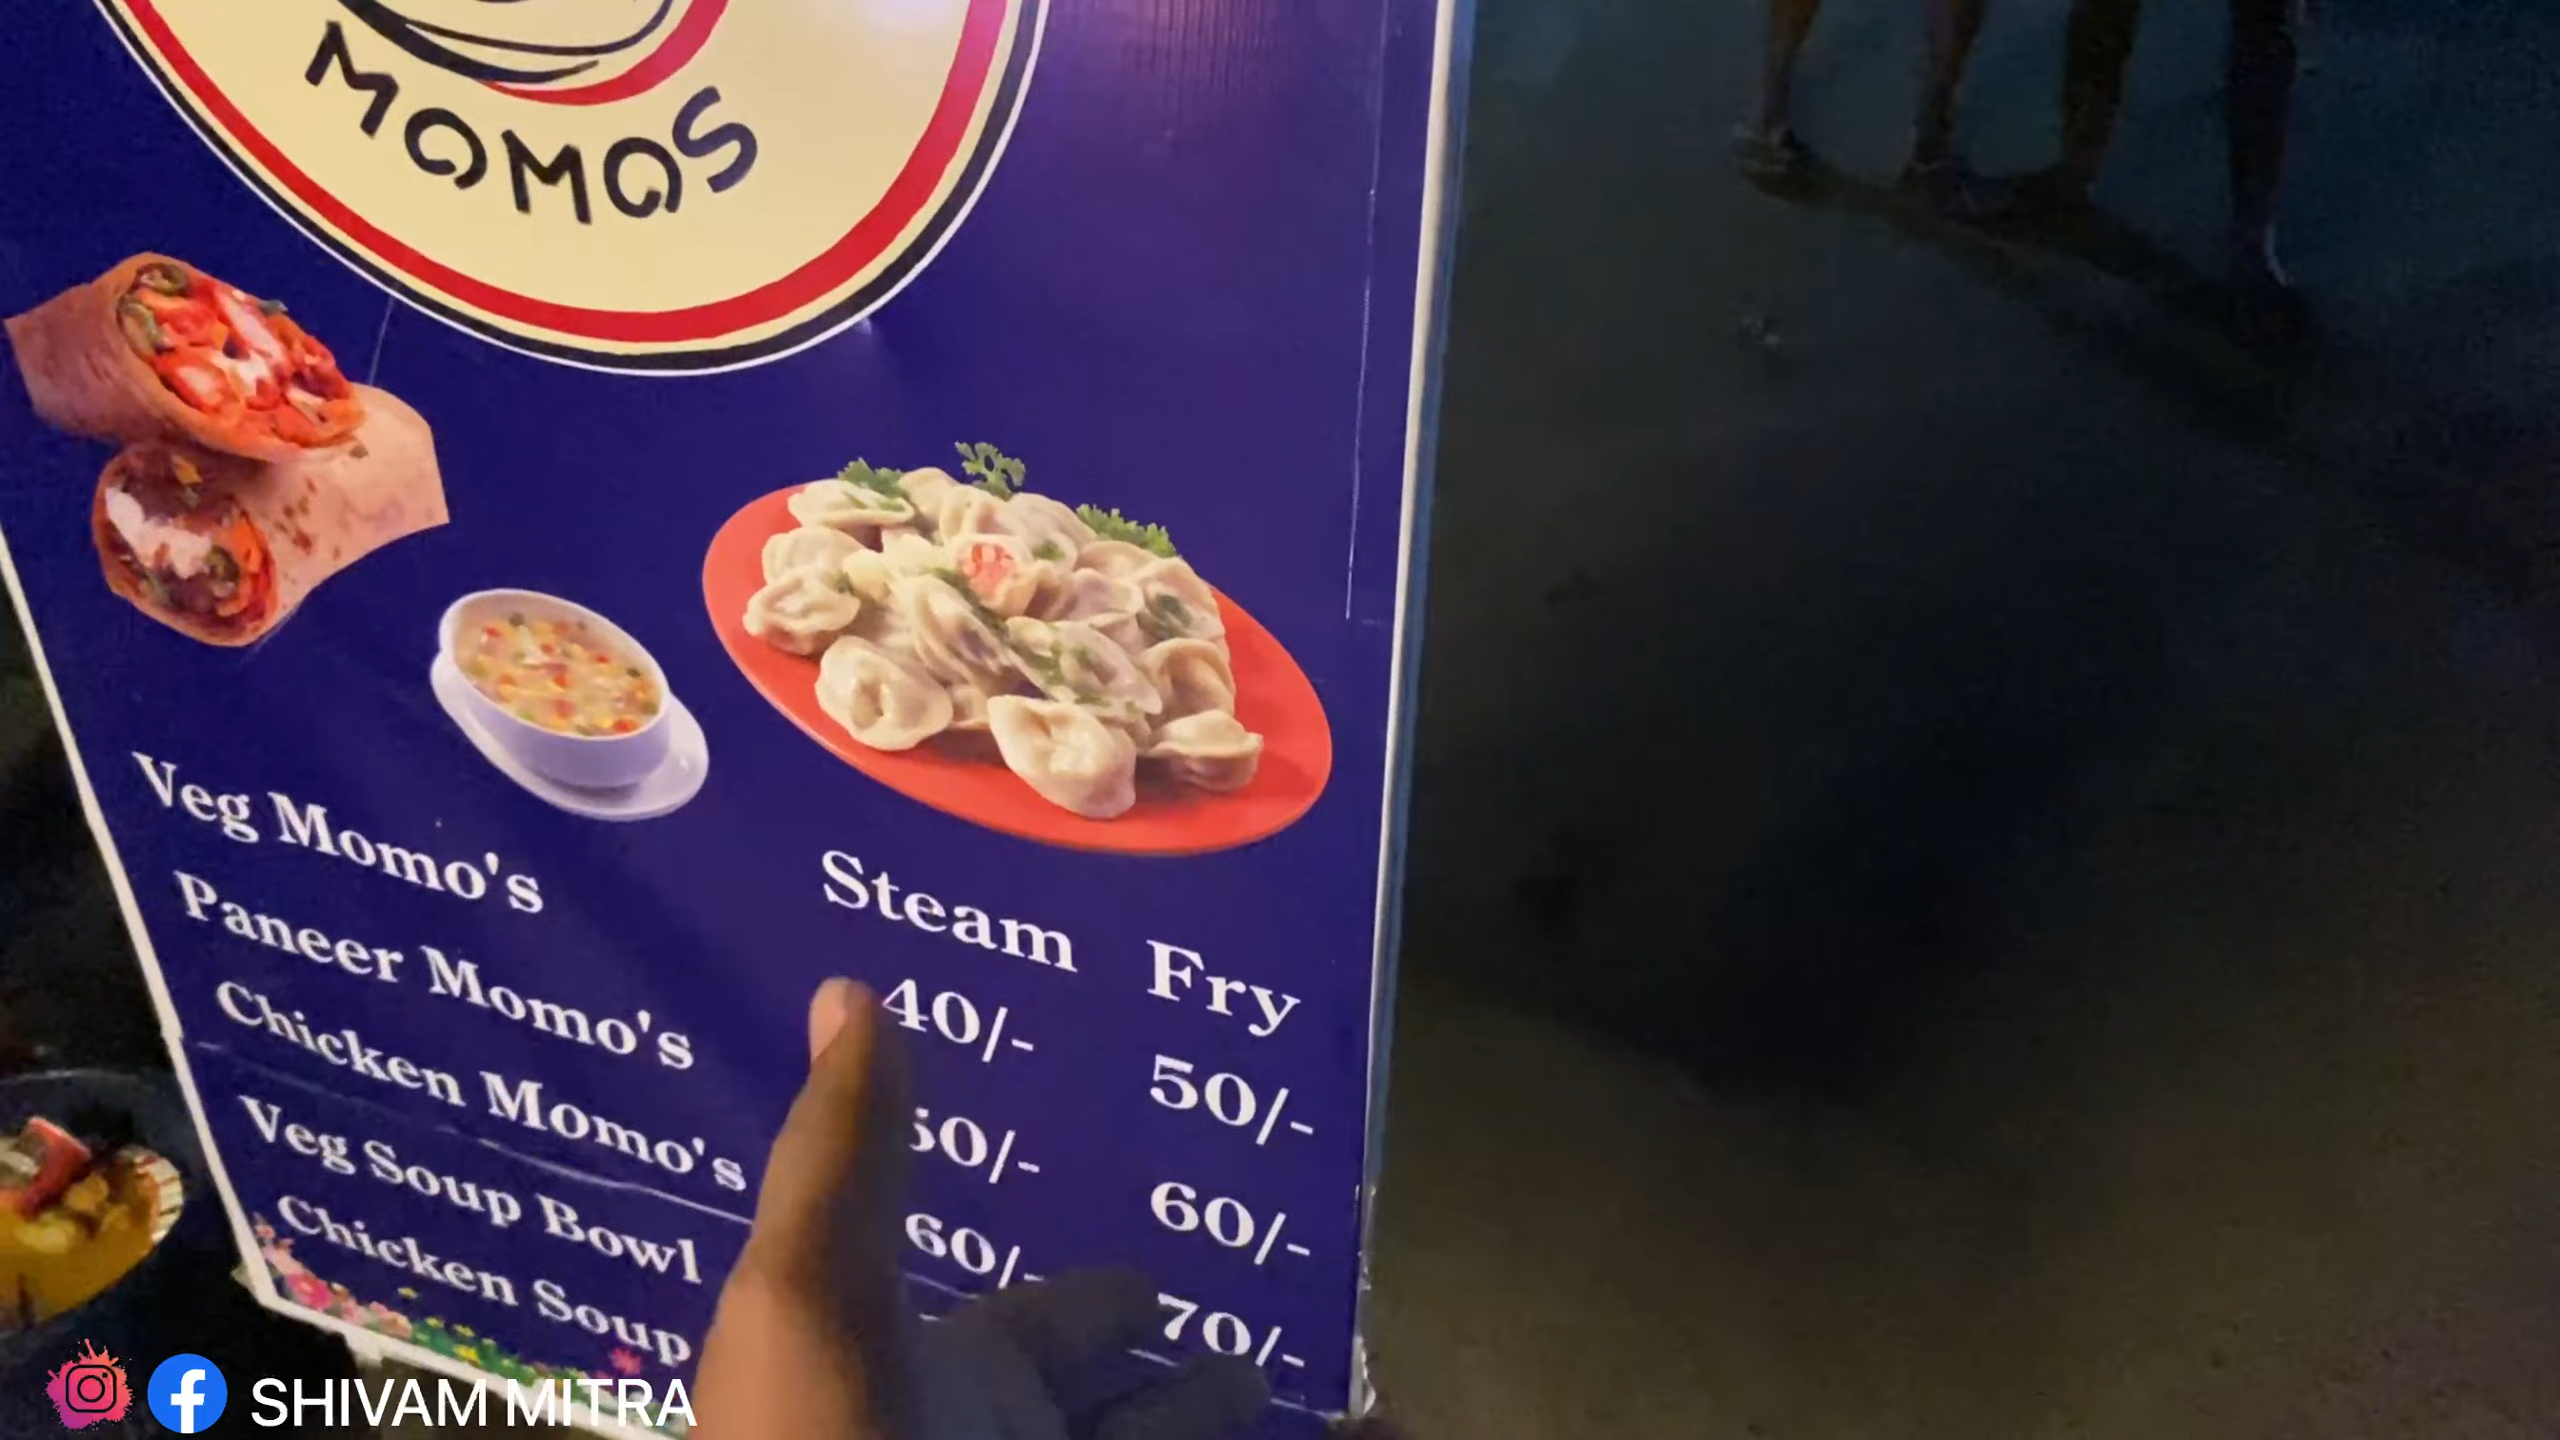 MOMOS
Veg Momo's
Paneer Momo's
Chicken Momo's
Veg Soup Bowl
Chicken Soup
Steam Fry
40/- 50/-
50/- 60/-
60/- 70/-
SHIVAM MITRA